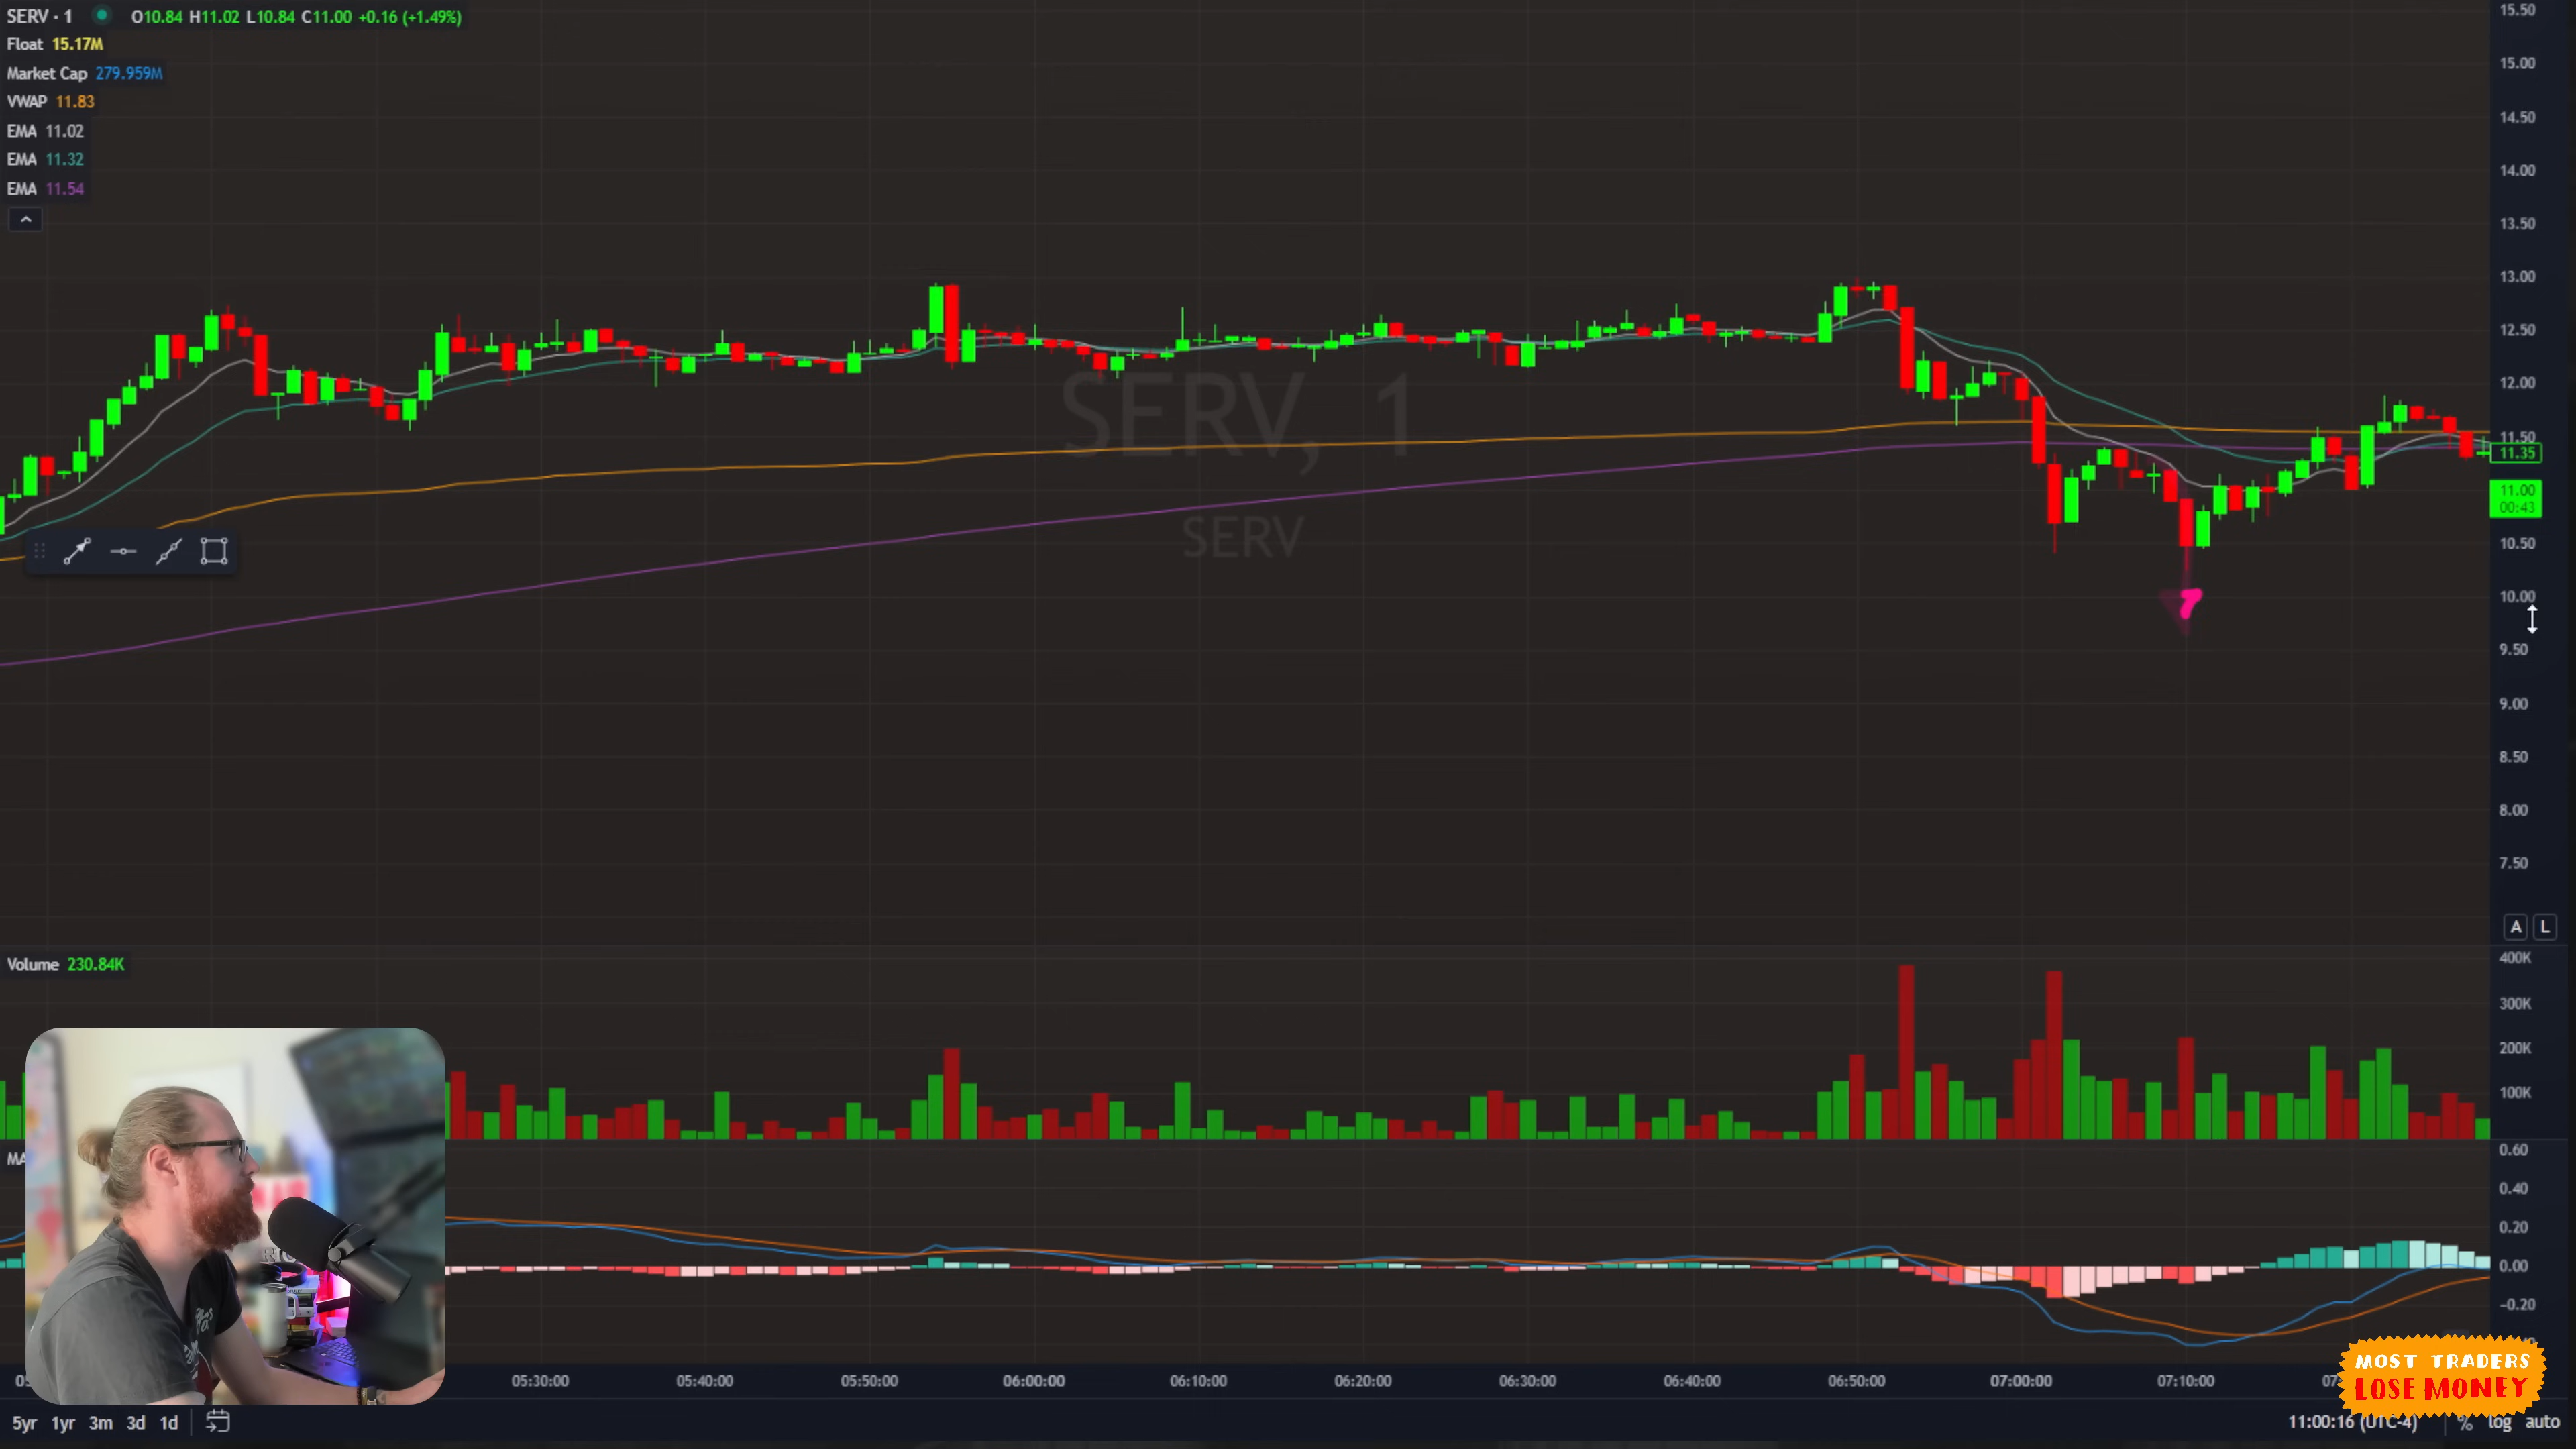 SERV · 1 O10.84 H11.02 L10.84 C11.00 +0.16 (+1.49%)
Float 15.17M
Market Cap 279.959M
VWAP 11.83
EMA 11.02
EMA 11.32
EMA 11.54
SERV, 1
SERV
15.50
15.00
14.50
14.00
13.50
13.00
12.50
12.00
11.50
11.35
11.00
00:43
10.50
10.00
9.50
9.00
8.50
8.00
7.50
A L
Volume 230.84K
400K
300K
200K
100K
MA
0.60
0.40
0.20
0.00
-0.20
05:30:00 05:40:00 05:50:00 06:00:00 06:10:00 06:20:00 06:30:00 06:40:00 06:50:00 07:00:00 07:10:00
MOST TRADERS
LOSE MONEY
5yr 1yr 3m 3d 1d 11:00:16 (UTC-4) % log auto